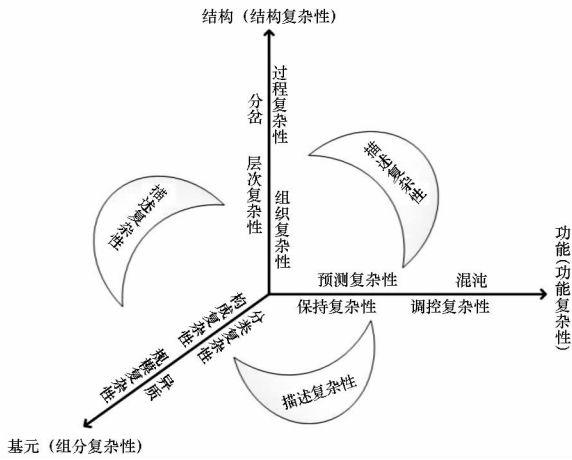 结构（结构复杂性）
过程复杂性
分岔
层次复杂性
组织复杂性
描述复杂性
描述复杂性
功能（功能复杂性）
预测复杂性
混沌
保持复杂性
调控复杂性
分类复杂性
构成复杂性
异质
规模复杂性
描述复杂性
基元（组分复杂性）